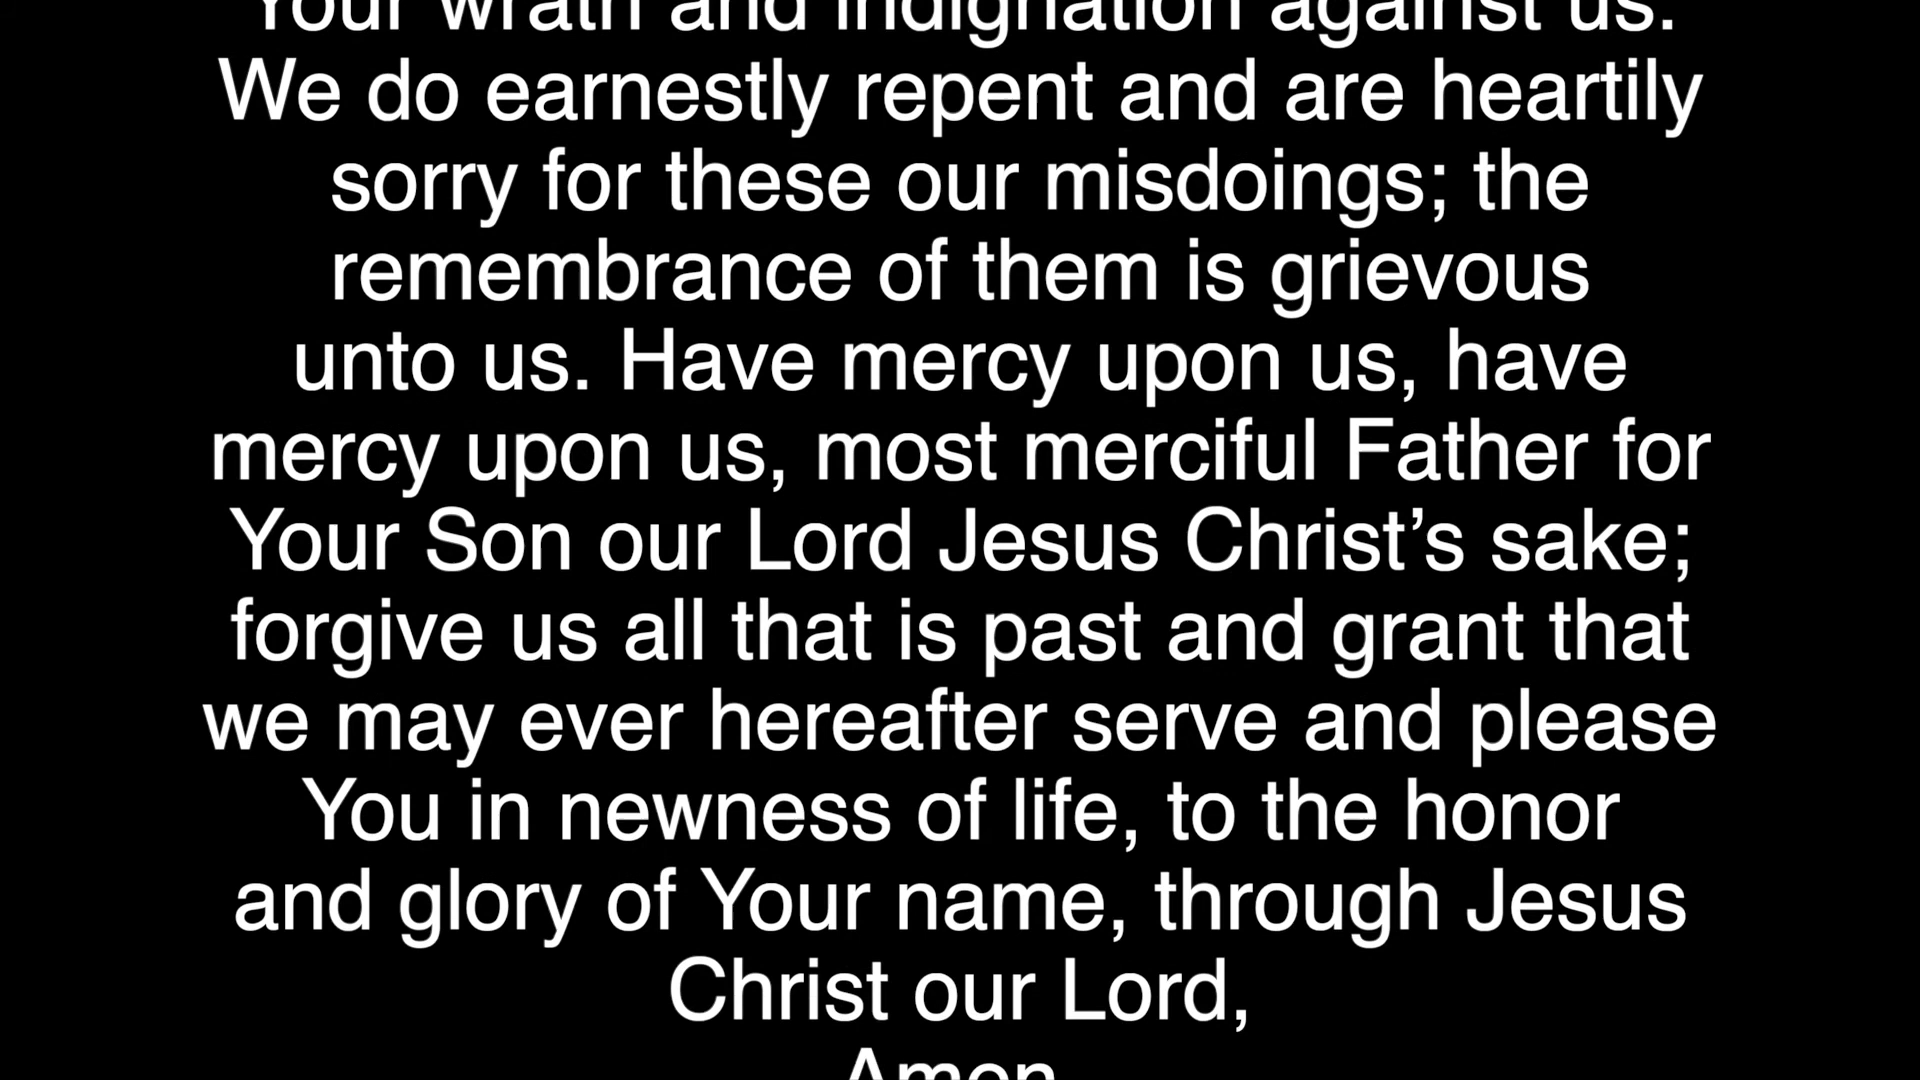 Your wrath and indignation against us.
We do earnestly repent and are heartily
sorry for these our misdoings; the
remembrance of them is grievous
unto us. Have mercy upon us, have
mercy upon us, most merciful Father for
Your Son our Lord Jesus Christ’s sake;
forgive us all that is past and grant that
we may ever hereafter serve and please
You in newness of life, to the honor
and glory of Your name, through Jesus
Christ our Lord,
Amen